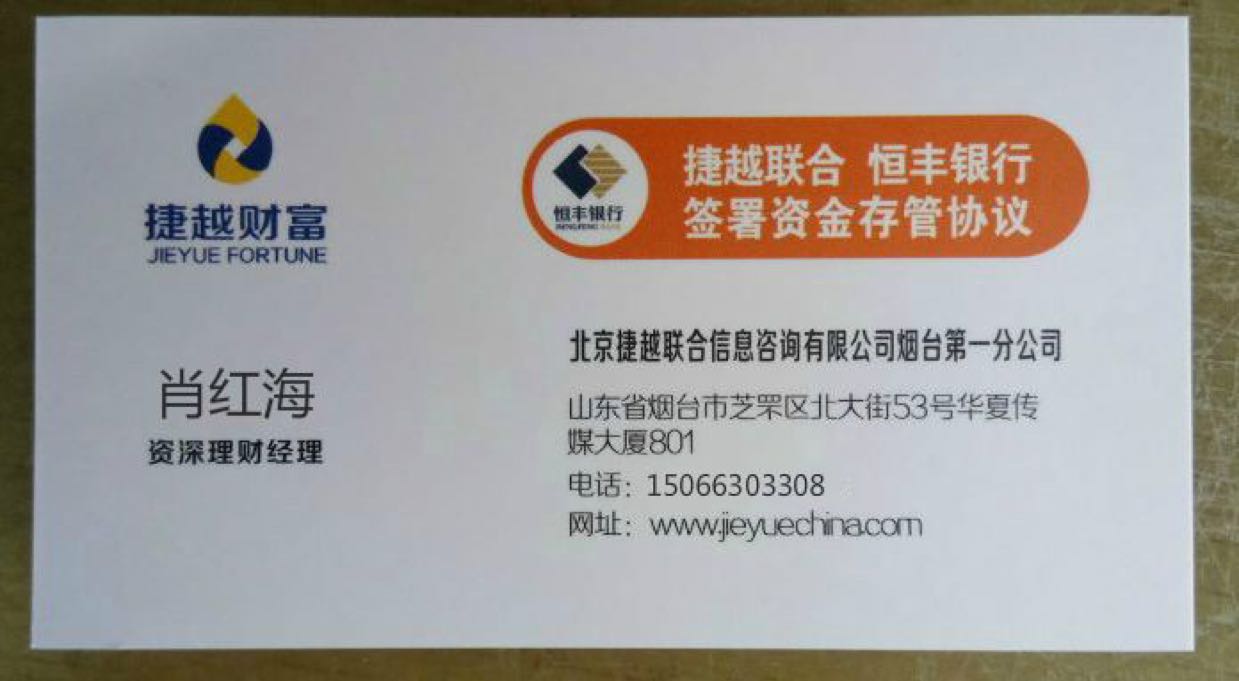 捷越财富
JIEYUE FORTUNE
恒丰银行
捷越联合 恒丰银行
签署资金存管协议
肖红海
资深理财经理
北京捷越联合信息咨询有限公司烟台第一分公司
山东省烟台市芝罘区北大街53号华夏传
媒大厦801
电话：15066303308
网址：www.jieyuechina.com